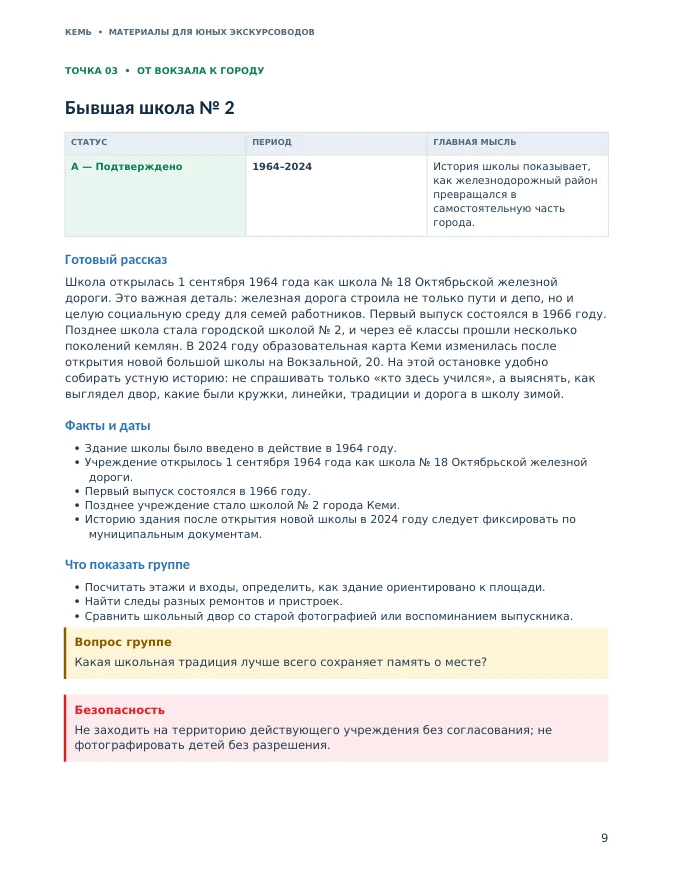 КЕМЬ • МАТЕРИАЛЫ ДЛЯ ЮНЫХ ЭКСКУРСОВОДОВ
ТОЧКА 03 • ОТ ВОКЗАЛА К ГОРОДУ
Бывшая школа № 2
СТАТУС
ПЕРИОД
ГЛАВНАЯ МЫСЛЬ
А — Подтверждено
1964–2024
История школы показывает,
как железнодорожный район
превращался в
самостоятельную часть
города.
Готовый рассказ
Школа открылась 1 сентября 1964 года как школа № 18 Октябрьской железной
дороги. Это важная деталь: железная дорога строила не только пути и депо, но и
целую социальную среду для семей работников. Первый выпуск состоялся в 1966 году.
Позднее школа стала городской школой № 2, и через её классы прошли несколько
поколений кемлян. В 2024 году образовательная карта Кеми изменилась после
открытия новой большой школы на Вокзальной, 20. На этой остановке удобно
собирать устную историю: не спрашивать только «кто здесь учился», а выяснять, как
выглядел двор, какие были кружки, линейки, традиции и дорога в школу зимой.
Факты и даты
• Здание школы было введено в действие в 1964 году.
• Учреждение открылось 1 сентября 1964 года как школа № 18 Октябрьской железной
дороги.
• Первый выпуск состоялся в 1966 году.
• Позднее учреждение стало школой № 2 города Кеми.
• Историю здания после открытия новой школы в 2024 году следует фиксировать по
муниципальным документам.
Что показать группе
• Посчитать этажи и входы, определить, как здание ориентировано к площади.
• Найти следы разных ремонтов и пристроек.
• Сравнить школьный двор со старой фотографией или воспоминанием выпускника.
Вопрос группе
Какая школьная традиция лучше всего сохраняет память о месте?
Безопасность
Не заходить на территорию действующего учреждения без согласования; не
фотографировать детей без разрешения.
9